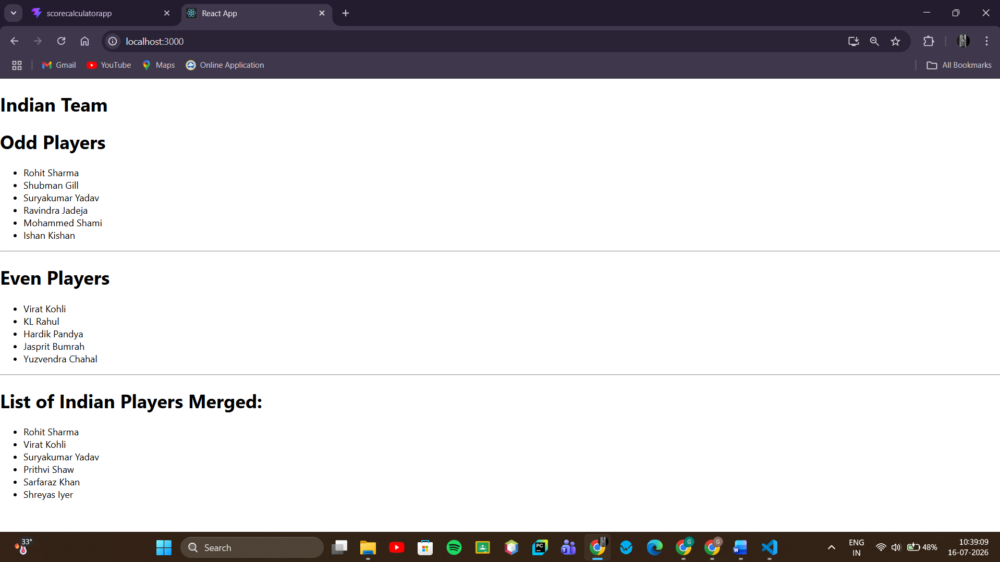 scorecalculatorapp
React App
localhost:3000
Gmail
YouTube
Maps
Online Application
All Bookmarks
Indian Team
Odd Players
Rohit Sharma
Shubman Gill
Suryakumar Yadav
Ravindra Jadeja
Mohammed Shami
Ishan Kishan
Even Players
Virat Kohli
KL Rahul
Hardik Pandya
Jasprit Bumrah
Yuzvendra Chahal
List of Indian Players Merged:
Rohit Sharma
Virat Kohli
Suryakumar Yadav
Prithvi Shaw
Sarfaraz Khan
Shreyas Iyer
33°
Search
PC
T
G
G
W
ENG
IN
48%
10:39:09
16-07-2026